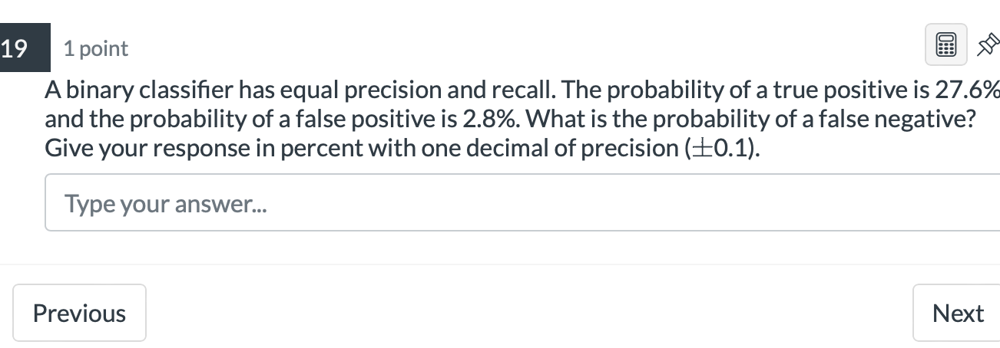 19
1 point
A binary classifier has equal precision and recall. The probability of a true positive is 27.6%
and the probability of a false positive is 2.8%. What is the probability of a false negative?
Give your response in percent with one decimal of precision (±0.1).
Type your answer...
Previous
Next